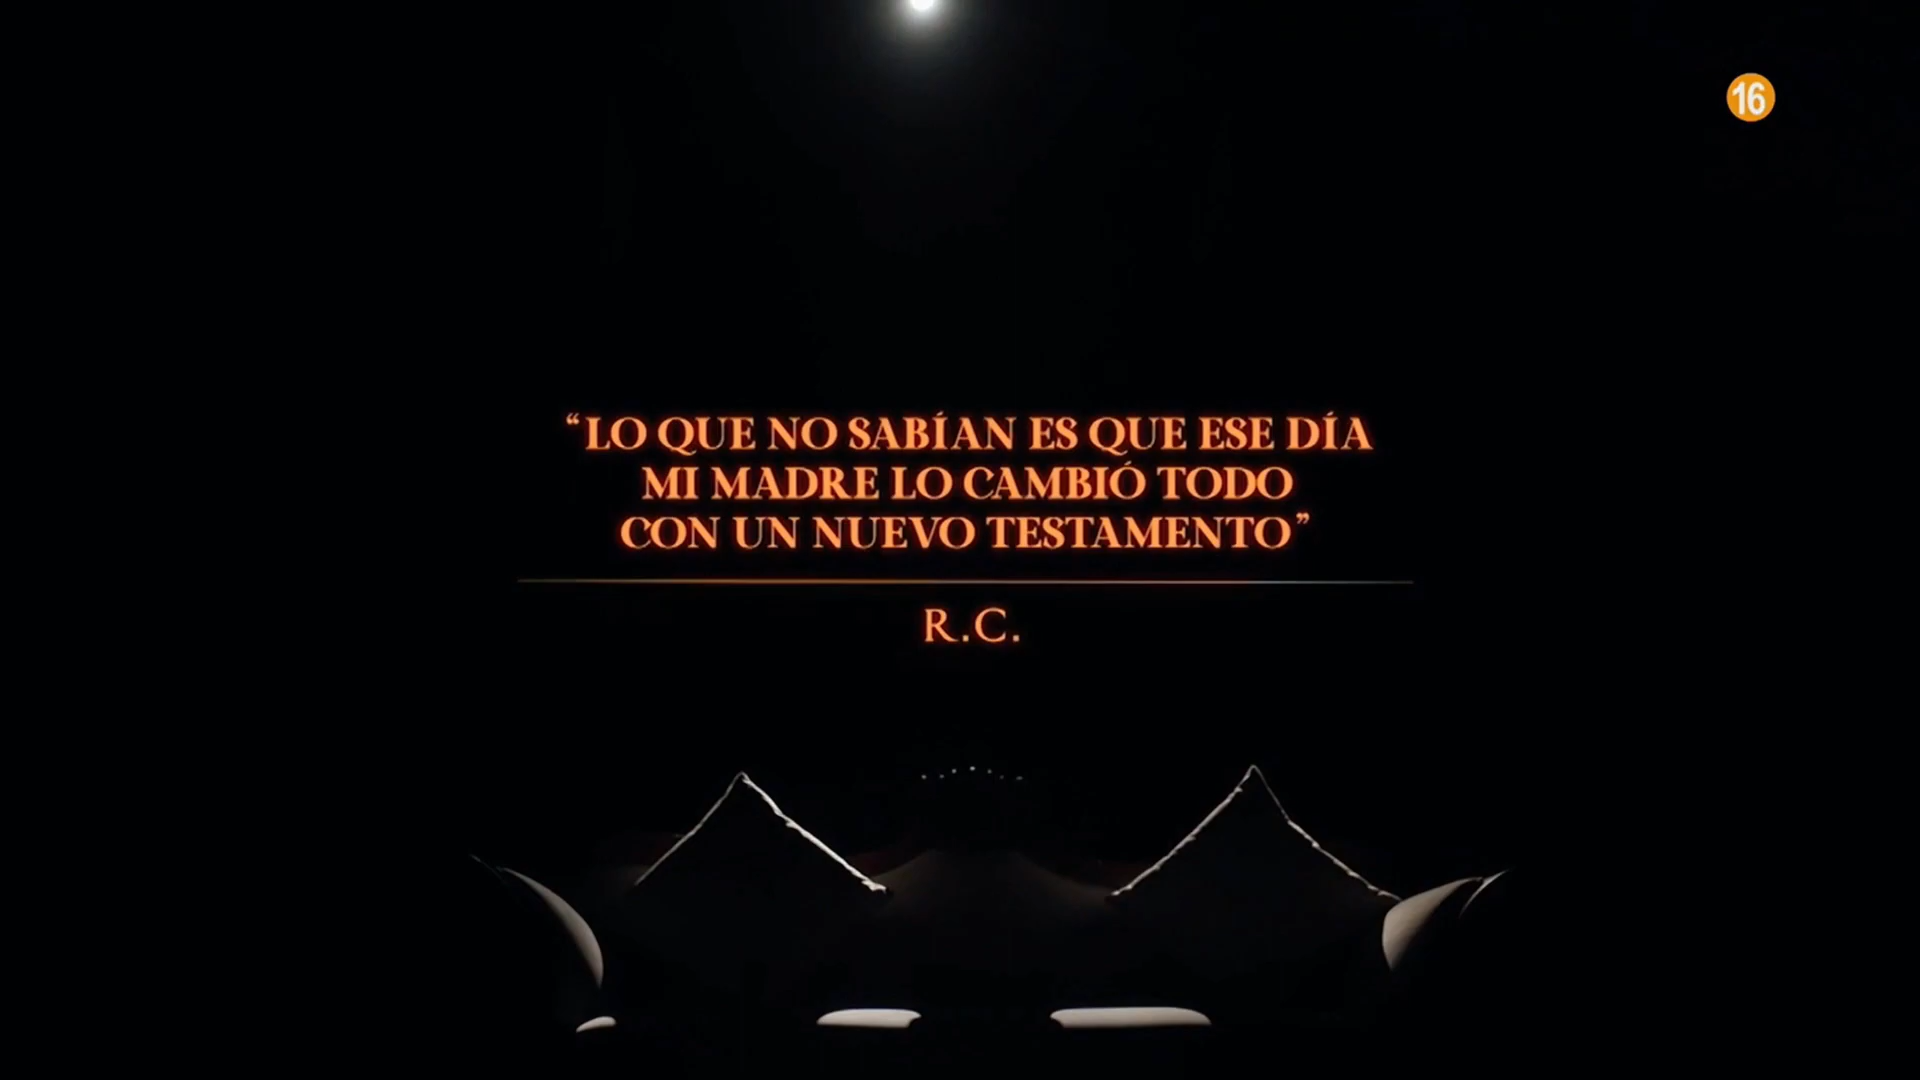 16
“LO QUE NO SABÍAN ES QUE ESE DÍA
MI MADRE LO CAMBIÓ TODO
CON UN NUEVO TESTAMENTO”
R.C.